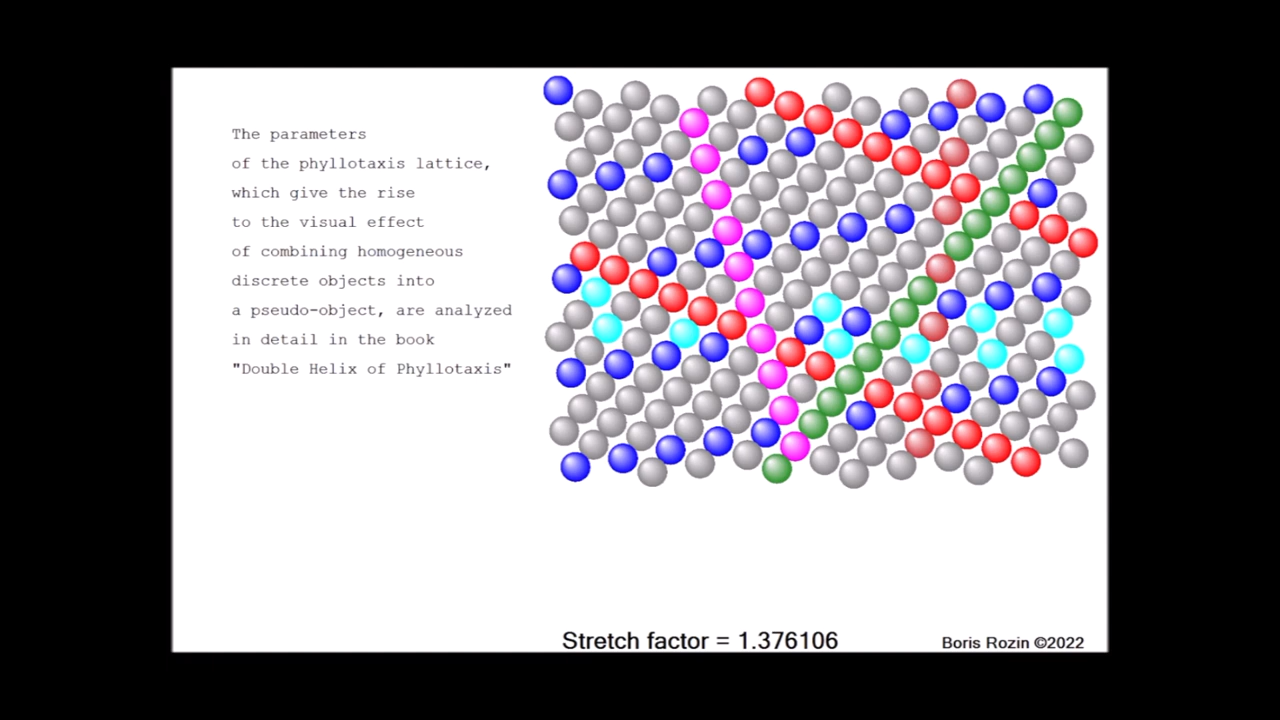 The parameters
of the phyllotaxis lattice,
which give the rise
to the visual effect
of combining homogeneous
discrete objects into
a pseudo-object, are analyzed
in detail in the book
"Double Helix of Phyllotaxis"
Stretch factor = 1.376106
Boris Rozin ©2022